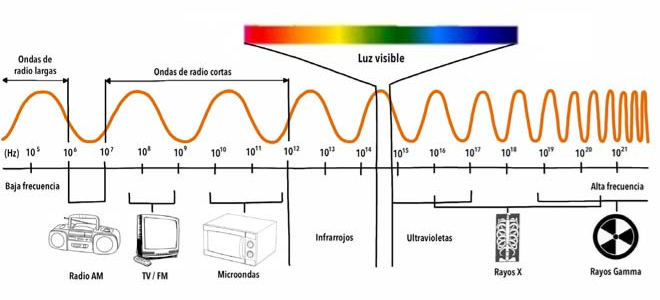 Ondas de
radio largas
Ondas de radio cortas
Luz visible
(Hz) 10⁵ 10⁶ 10⁷ 10⁸ 10⁹ 10¹⁰ 10¹¹ 10¹² 10¹³ 10¹⁴ 10¹⁵ 10¹⁶ 10¹⁷ 10¹⁸ 10¹⁹ 10²⁰ 10²¹
Baja frecuencia
Alta frecuencia
Infrarrojos
Ultravioletas
Radio AM
TV / FM
Microondas
Rayos X
Rayos Gamma